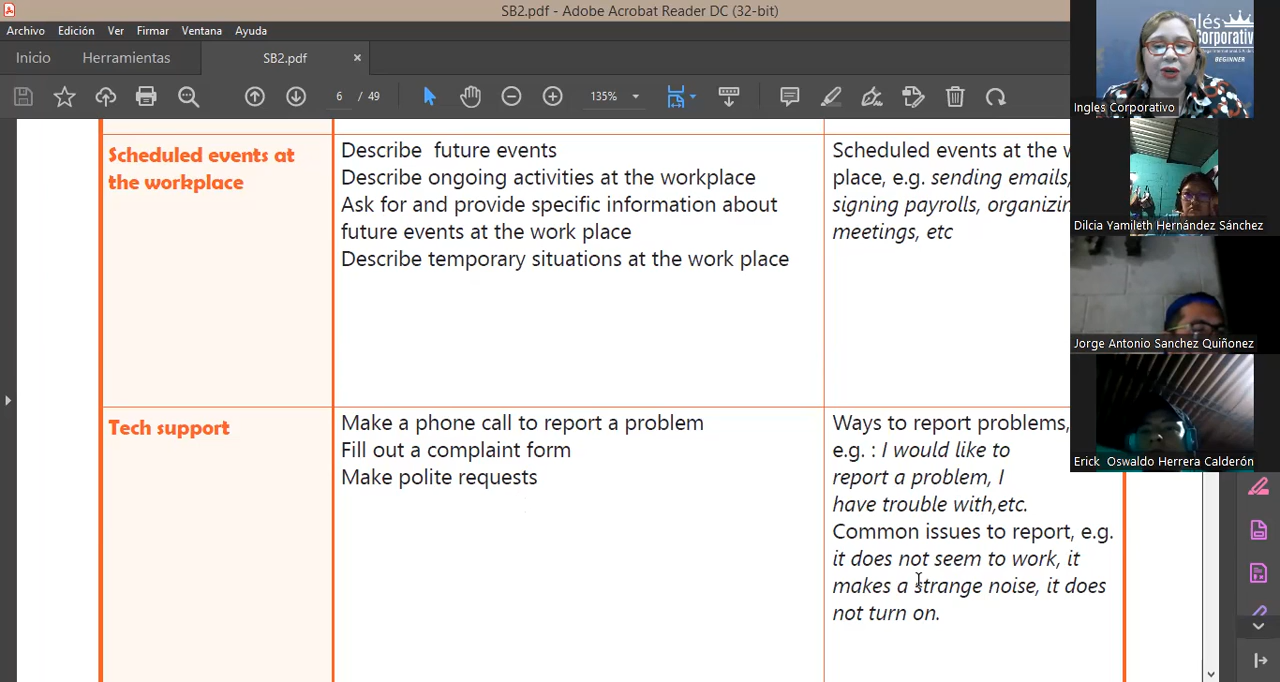 SB2.pdf - Adobe Acrobat Reader DC (32-bit)
Archivo Edición Ver Firmar Ventana Ayuda
Inicio Herramientas SB2.pdf ×
6 / 49 135%
Scheduled events at
the workplace
Describe future events
Describe ongoing activities at the workplace
Ask for and provide specific information about
future events at the work place
Describe temporary situations at the work place
Scheduled events at the w
place, e.g. sending emails,
signing payrolls, organizin
meetings, etc
Tech support
Make a phone call to report a problem
Fill out a complaint form
Make polite requests
Ways to report problems,
e.g. : I would like to
report a problem, I
have trouble with,etc.
Common issues to report, e.g.
it does not seem to work, it
makes a strange noise, it does
not turn on.
glés
Corporativo
BEGINNER
Ingles Corporativo
Dilcia Yamileth Hernández Sánchez
Jorge Antonio Sanchez Quiñonez
Erick Oswaldo Herrera Calderón